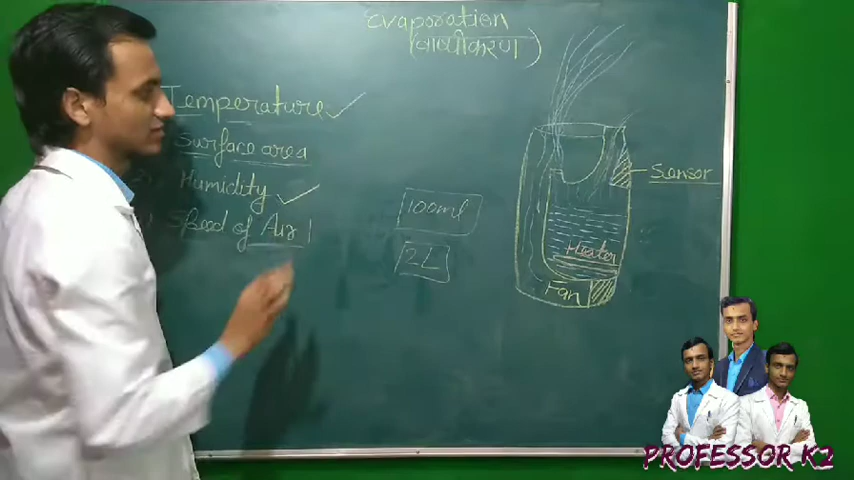 evaporation
(वाष्पीकरण)
Temperature
Surface area
Humidity
Speed of Air
100ml
2L
Sensor
Heater
Fan
PROFESSOR K2